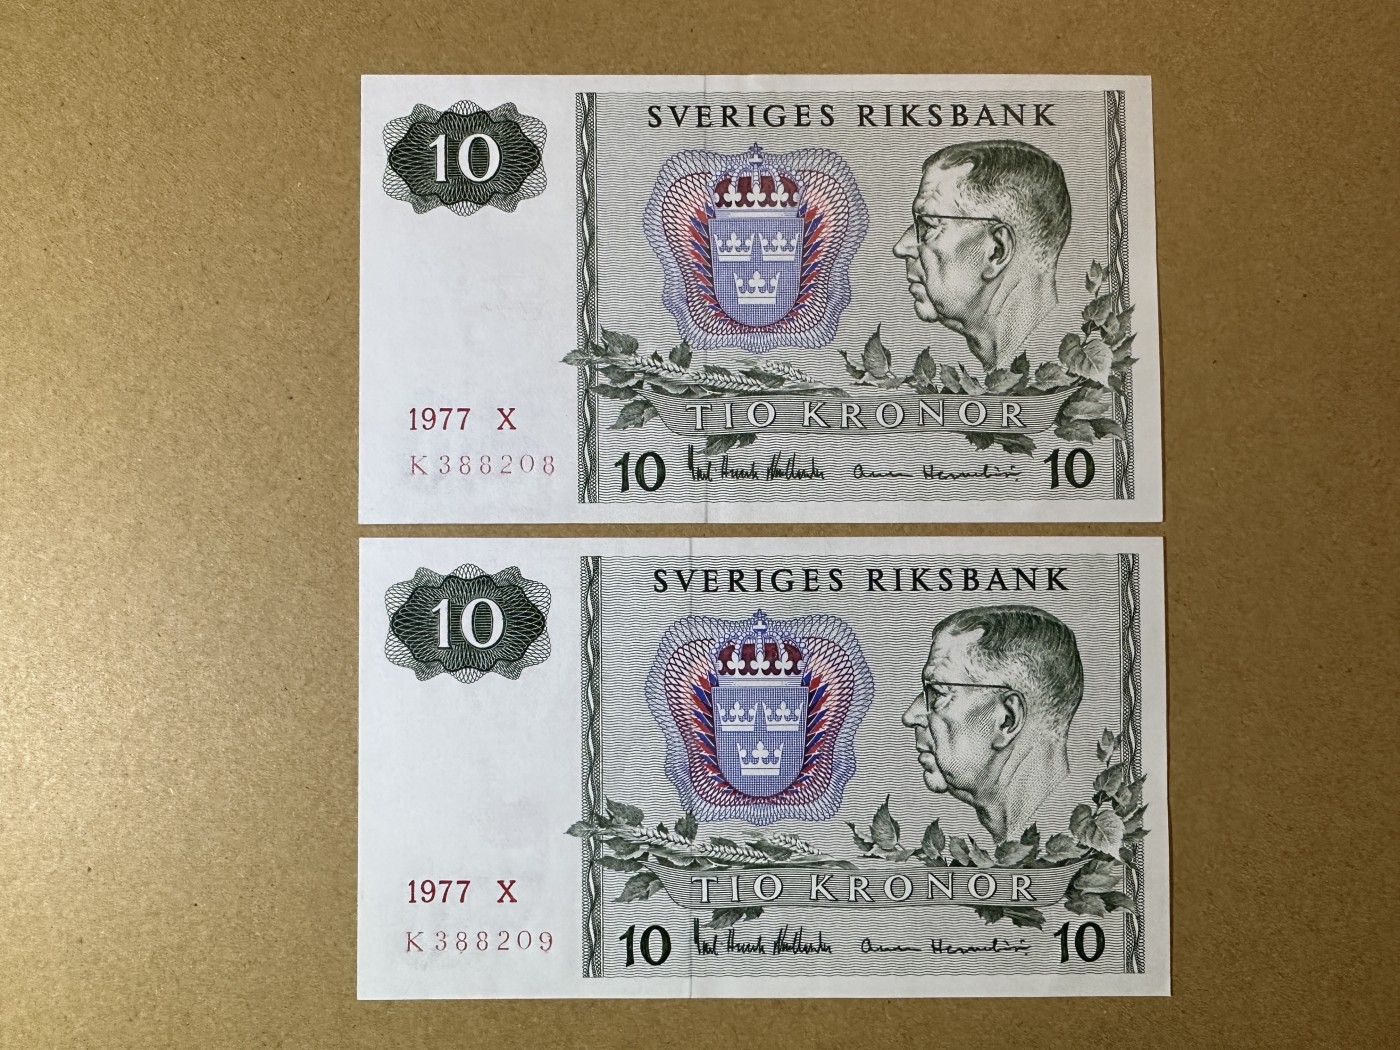 10
SVERIGES RIKSBANK
TIO KRONOR
1977 X
K388208
10
10
10
SVERIGES RIKSBANK
TIO KRONOR
1977 X
K388209
10
10